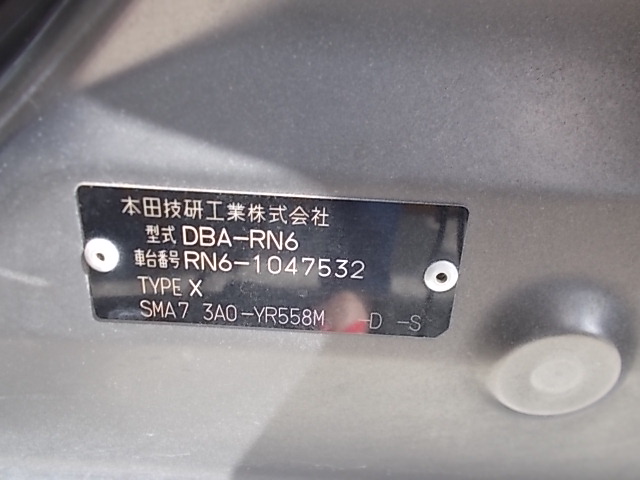 本田技研工業株式会社
型式 DBA-RN6
車台番号 RN6-1047532
TYPE X
SMA7 3A0-YR558M -D -S